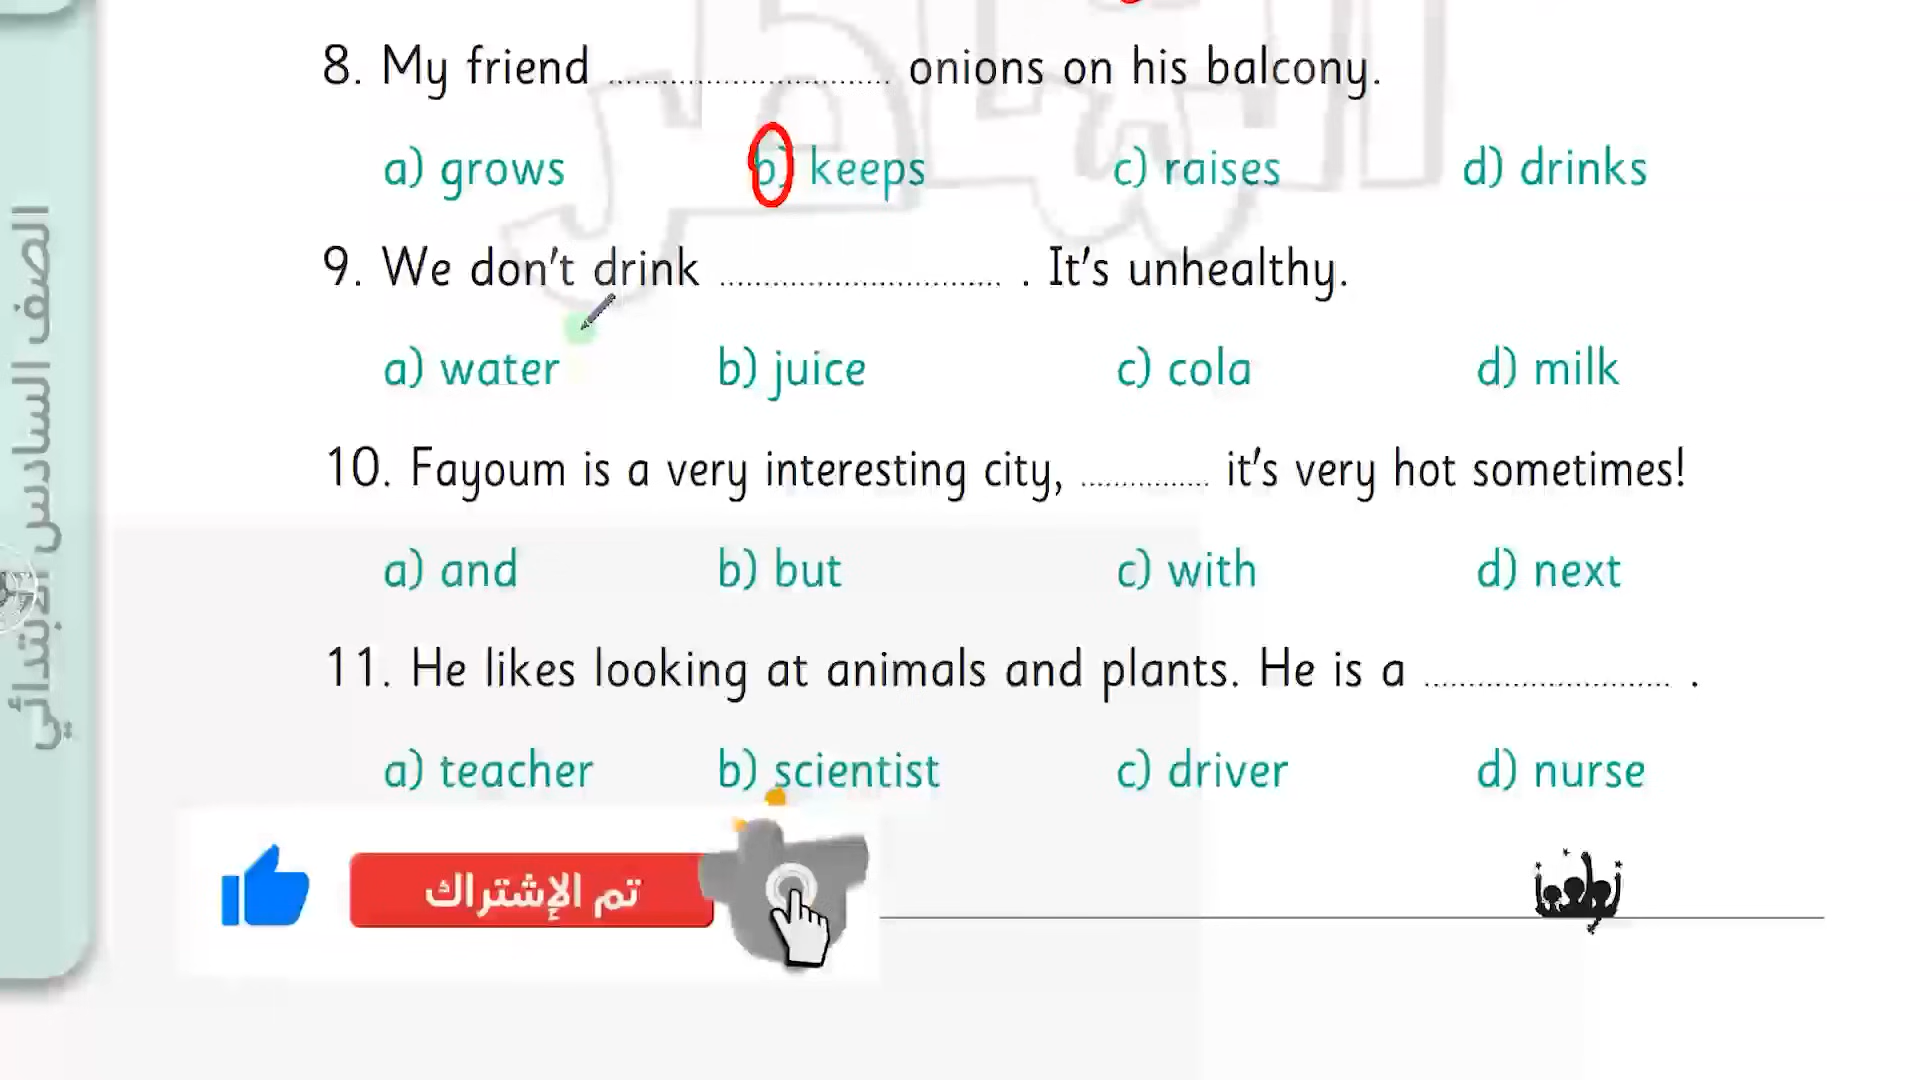 8. My friend ........................ onions on his balcony.
a) grows b) keeps c) raises d) drinks
9. We don't drink ........................ . It's unhealthy.
a) water b) juice c) cola d) milk
10. Fayoum is a very interesting city, ............ it's very hot sometimes!
a) and b) but c) with d) next
11. He likes looking at animals and plants. He is a ........................ .
a) teacher b) scientist c) driver d) nurse
تم الإشتراك
الصف السادس الابتدائي